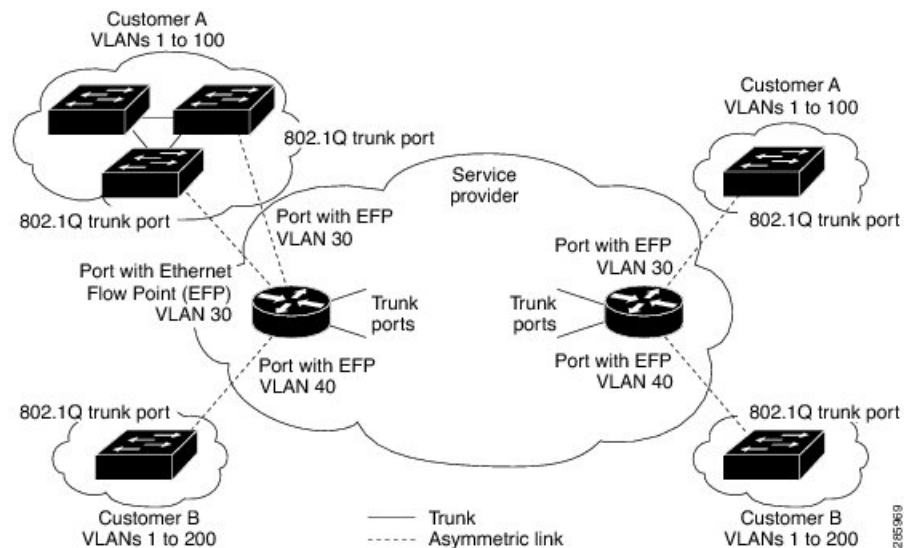 Customer A
VLANs 1 to 100
Customer A
VLANs 1 to 100
802.1Q trunk port
Service
provider
802.1Q trunk port
Port with EFP
VLAN 30
802.1Q trunk port
Port with Ethernet
Flow Point (EFP)
VLAN 30
Port with EFP
VLAN 30
Trunk
ports
Trunk
ports
Port with EFP
VLAN 40
Port with EFP
VLAN 40
802.1Q trunk port
802.1Q trunk port
Customer B
VLANs 1 to 200
Trunk
Asymmetric link
Customer B
VLANs 1 to 200
285969